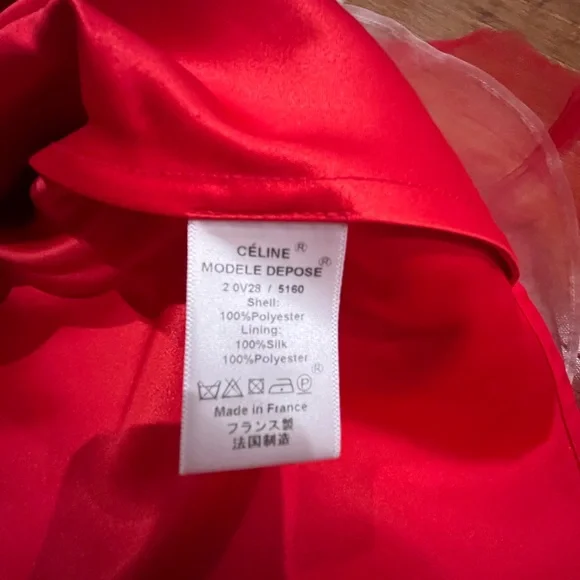 CÉLINE ®
MODELE DEPOSE ®
2 0V28 / 5160
Shell:
100%Polyester
Lining:
100%Silk
100%Polyester
®
P
Made in France
フランス製
法国制造